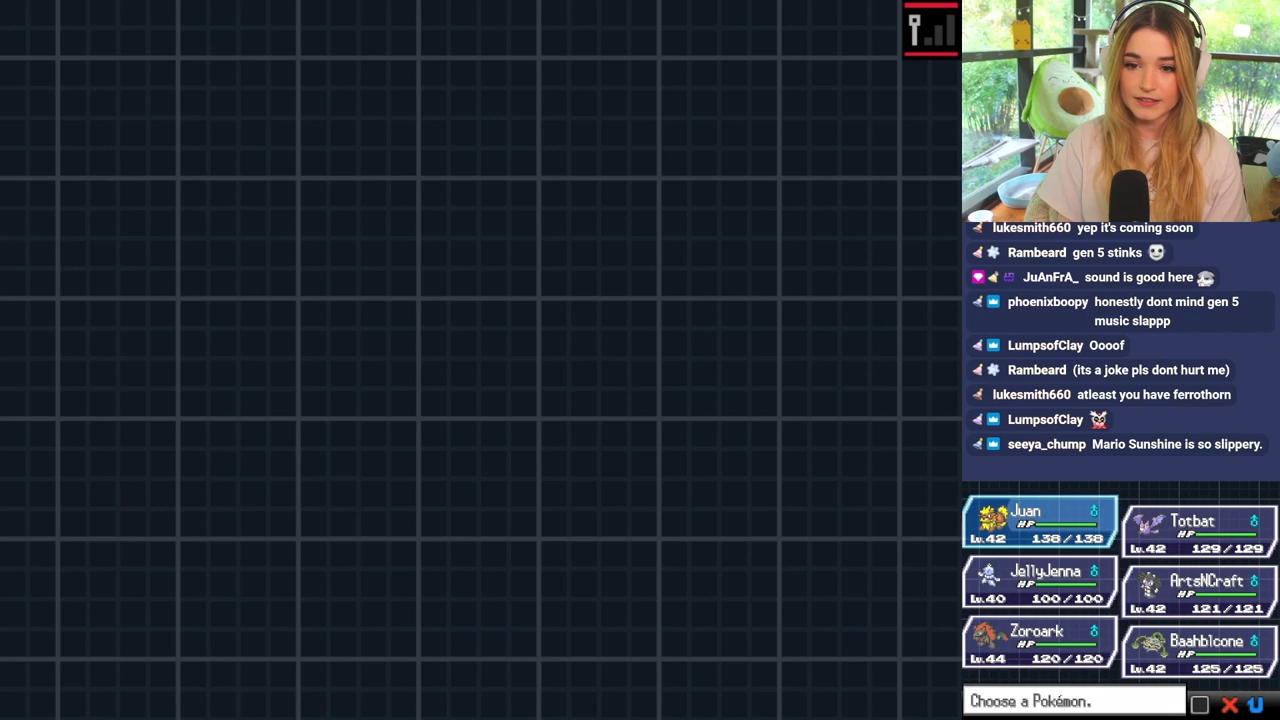 lukesmith660 yep it's coming soon
Rambeard gen 5 stinks
JuAnFrA_ sound is good here
phoenixboopy honestly dont mind gen 5
music slappp
LumpsofClay Oooof
Rambeard (its a joke pls dont hurt me)
lukesmith660 atleast you have ferrothorn
LumpsofClay
seeya_chump Mario Sunshine is so slippery.
Juan ♂
HP
Lv.42 138/138
Totbat ♂
HP
Lv.42 129/129
JellyJenna ♂
HP
Lv.40 100/100
ArtsNCraft ♂
HP
Lv.42 121/121
Zoroark ♂
HP
Lv.44 120/120
Baahblcone ♂
HP
Lv.42 125/125
Choose a Pokémon.